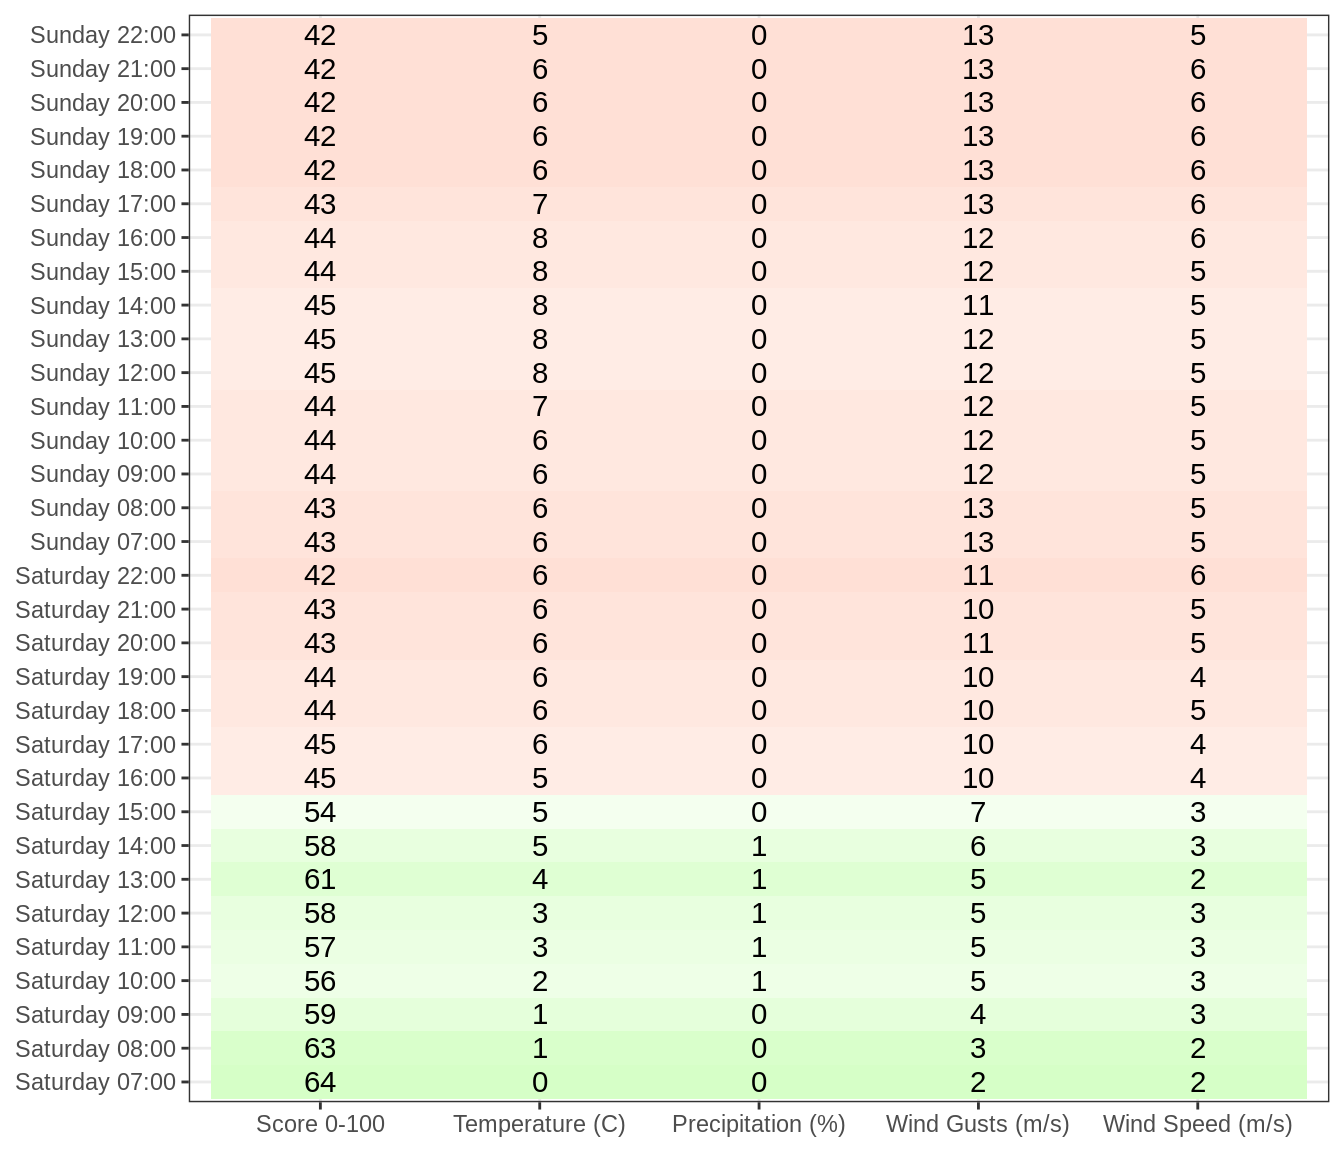 Sunday 22:00 42 5 0 13 5
Sunday 21:00 42 6 0 13 6
Sunday 20:00 42 6 0 13 6
Sunday 19:00 42 6 0 13 6
Sunday 18:00 42 6 0 13 6
Sunday 17:00 43 7 0 13 6
Sunday 16:00 44 8 0 12 6
Sunday 15:00 44 8 0 12 5
Sunday 14:00 45 8 0 11 5
Sunday 13:00 45 8 0 12 5
Sunday 12:00 45 8 0 12 5
Sunday 11:00 44 7 0 12 5
Sunday 10:00 44 6 0 12 5
Sunday 09:00 44 6 0 12 5
Sunday 08:00 43 6 0 13 5
Sunday 07:00 43 6 0 13 5
Saturday 22:00 42 6 0 11 6
Saturday 21:00 43 6 0 10 5
Saturday 20:00 43 6 0 11 5
Saturday 19:00 44 6 0 10 4
Saturday 18:00 44 6 0 10 5
Saturday 17:00 45 6 0 10 4
Saturday 16:00 45 5 0 10 4
Saturday 15:00 54 5 0 7 3
Saturday 14:00 58 5 1 6 3
Saturday 13:00 61 4 1 5 2
Saturday 12:00 58 3 1 5 3
Saturday 11:00 57 3 1 5 3
Saturday 10:00 56 2 1 5 3
Saturday 09:00 59 1 0 4 3
Saturday 08:00 63 1 0 3 2
Saturday 07:00 64 0 0 2 2
Score 0-100 Temperature (C) Precipitation (%) Wind Gusts (m/s) Wind Speed (m/s)